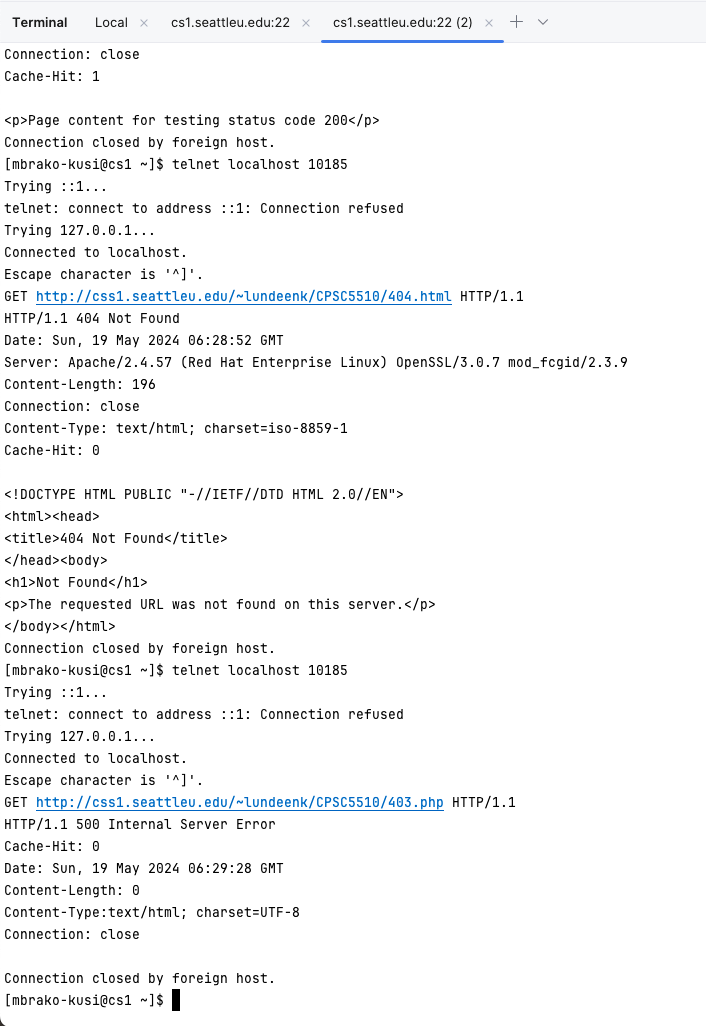 Terminal
Local
cs1.seattleu.edu:22
cs1.seattleu.edu:22 (2)
Connection: close
Cache-Hit: 1
<p>Page content for testing status code 200</p>
Connection closed by foreign host.
[mbrako-kusi@cs1 ~]$ telnet localhost 10185
Trying ::1...
telnet: connect to address ::1: Connection refused
Trying 127.0.0.1...
Connected to localhost.
Escape character is '^]'.
GET http://css1.seattleu.edu/~lundeenk/CPSC5510/404.html HTTP/1.1
HTTP/1.1 404 Not Found
Date: Sun, 19 May 2024 06:28:52 GMT
Server: Apache/2.4.57 (Red Hat Enterprise Linux) OpenSSL/3.0.7 mod_fcgid/2.3.9
Content-Length: 196
Connection: close
Content-Type: text/html; charset=iso-8859-1
Cache-Hit: 0
<!DOCTYPE HTML PUBLIC "-//IETF//DTD HTML 2.0//EN">
<html><head>
<title>404 Not Found</title>
</head><body>
<h1>Not Found</h1>
<p>The requested URL was not found on this server.</p>
</body></html>
Connection closed by foreign host.
[mbrako-kusi@cs1 ~]$ telnet localhost 10185
Trying ::1...
telnet: connect to address ::1: Connection refused
Trying 127.0.0.1...
Connected to localhost.
Escape character is '^]'.
GET http://css1.seattleu.edu/~lundeenk/CPSC5510/403.php HTTP/1.1
HTTP/1.1 500 Internal Server Error
Cache-Hit: 0
Date: Sun, 19 May 2024 06:29:28 GMT
Content-Length: 0
Content-Type:text/html; charset=UTF-8
Connection: close
Connection closed by foreign host.
[mbrako-kusi@cs1 ~]$